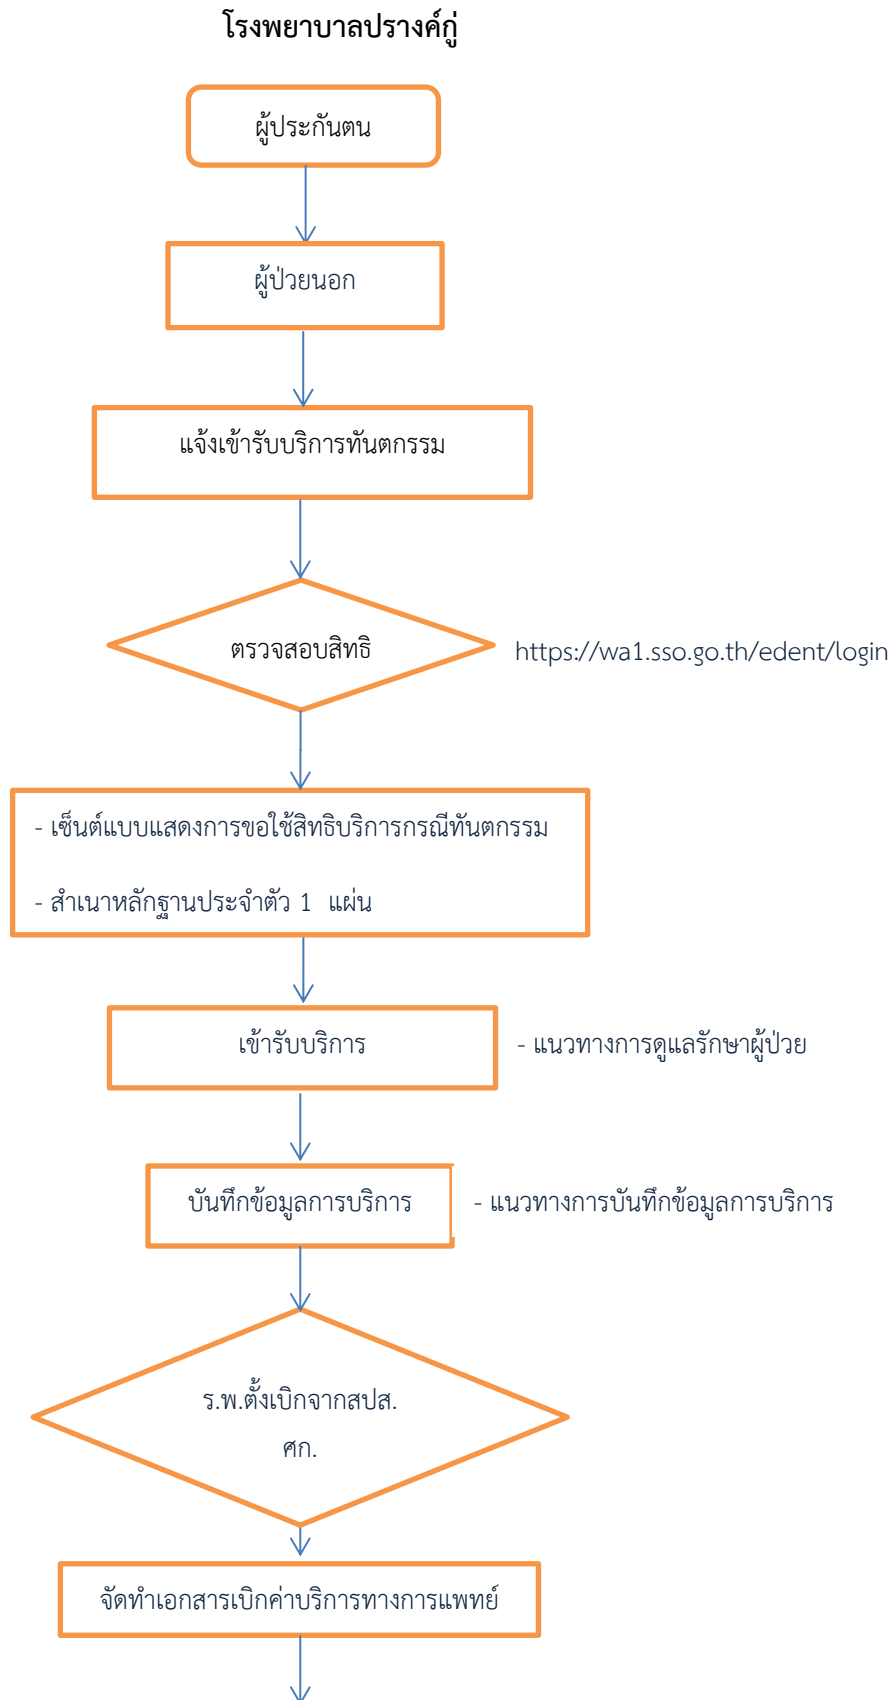 โรงพยาบาลปรางค์กู่
ผู้ประกันตน
ผู้ป่วยนอก
แจ้งเข้ารับบริการทันตกรรม
ตรวจสอบสิทธิ
https://wa1.sso.go.th/edent/login
- เซ็นต์แบบแสดงการขอใช้สิทธิบริการกรณีทันตกรรม
- สำเนาหลักฐานประจำตัว 1 แผ่น
เข้ารับบริการ
- แนวทางการดูแลรักษาผู้ป่วย
บันทึกข้อมูลการบริการ
- แนวทางการบันทึกข้อมูลการบริการ
ร.พ.ตั้งเบิกจากสปส.
ศก.
จัดทำเอกสารเบิกค่าบริการทางการแพทย์